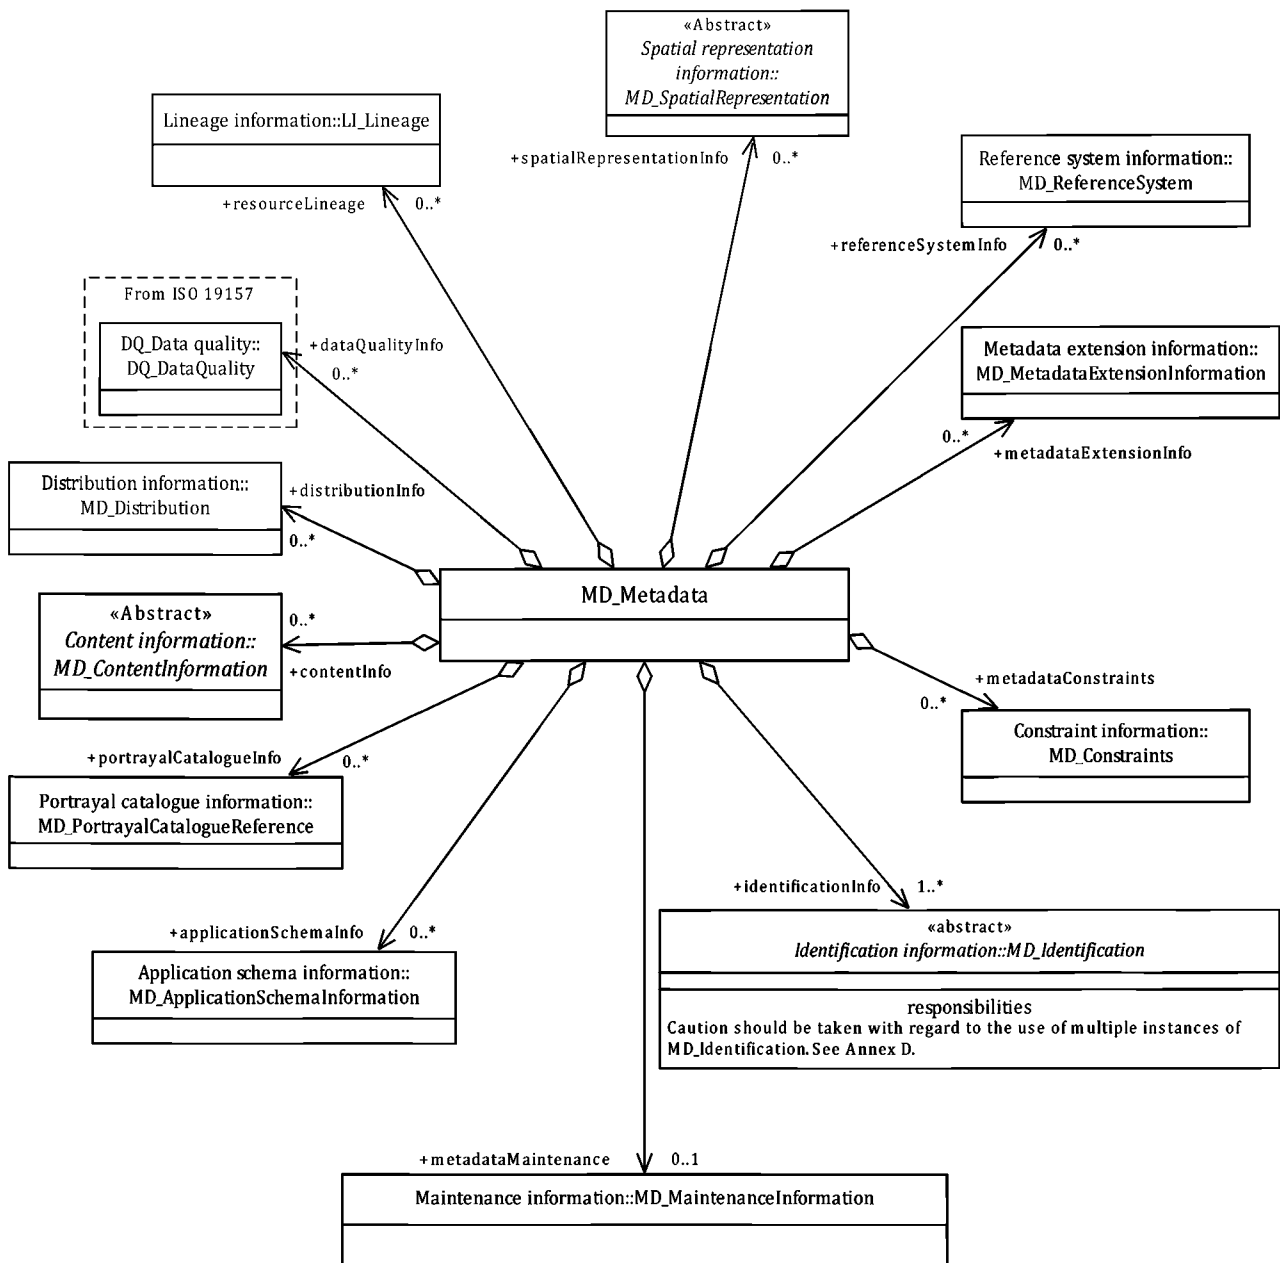 «Abstract»
Spatial representation
information::
MD_SpatialRepresentation
Lineage information::LI_Lineage
+spatialRepresentationInfo
0..*
Reference system information::
MD_ReferenceSystem
+resourceLineage
0..*
+referenceSystemInfo
0..*
From ISO 19157
DQ_Data quality::
DQ_DataQuality
+dataQualityInfo
0..*
Metadata extension information::
MD_MetadataExtensionInformation
0..*
+metadataExtensionInfo
Distribution information::
MD_Distribution
+distributionInfo
0..*
MD_Metadata
«Abstract»
Content information::
MD_ContentInformation
0..*
+contentInfo
+metadataConstraints
0..*
Constraint information::
MD_Constraints
+portrayalCatalogueInfo
0..*
Portrayal catalogue information::
MD_PortrayalCatalogueReference
+identificationInfo
1..*
+applicationSchemaInfo
0..*
«abstract»
Identification information::MD_Identification
responsibilities
Caution should be taken with regard to the use of multiple instances of
MD_Identification. See Annex D.
Application schema information::
MD_ApplicationSchemaInformation
+metadataMaintenance
0..1
Maintenance information::MD_MaintenanceInformation